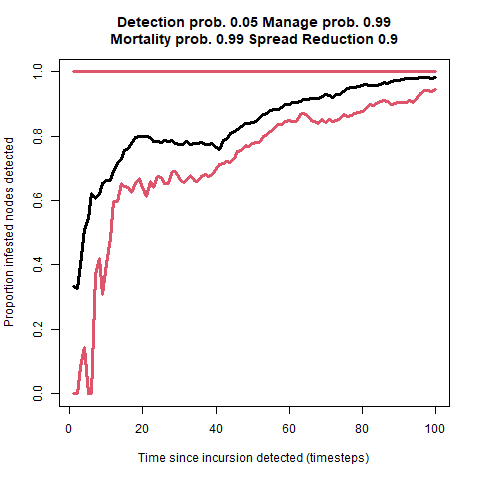 Detection prob. 0.05 Manage prob. 0.99
Mortality prob. 0.99 Spread Reduction 0.9
1.0
0.8
0.6
0.4
0.2
0.0
Proportion infested nodes detected
0 20 40 60 80 100
Time since incursion detected (timesteps)